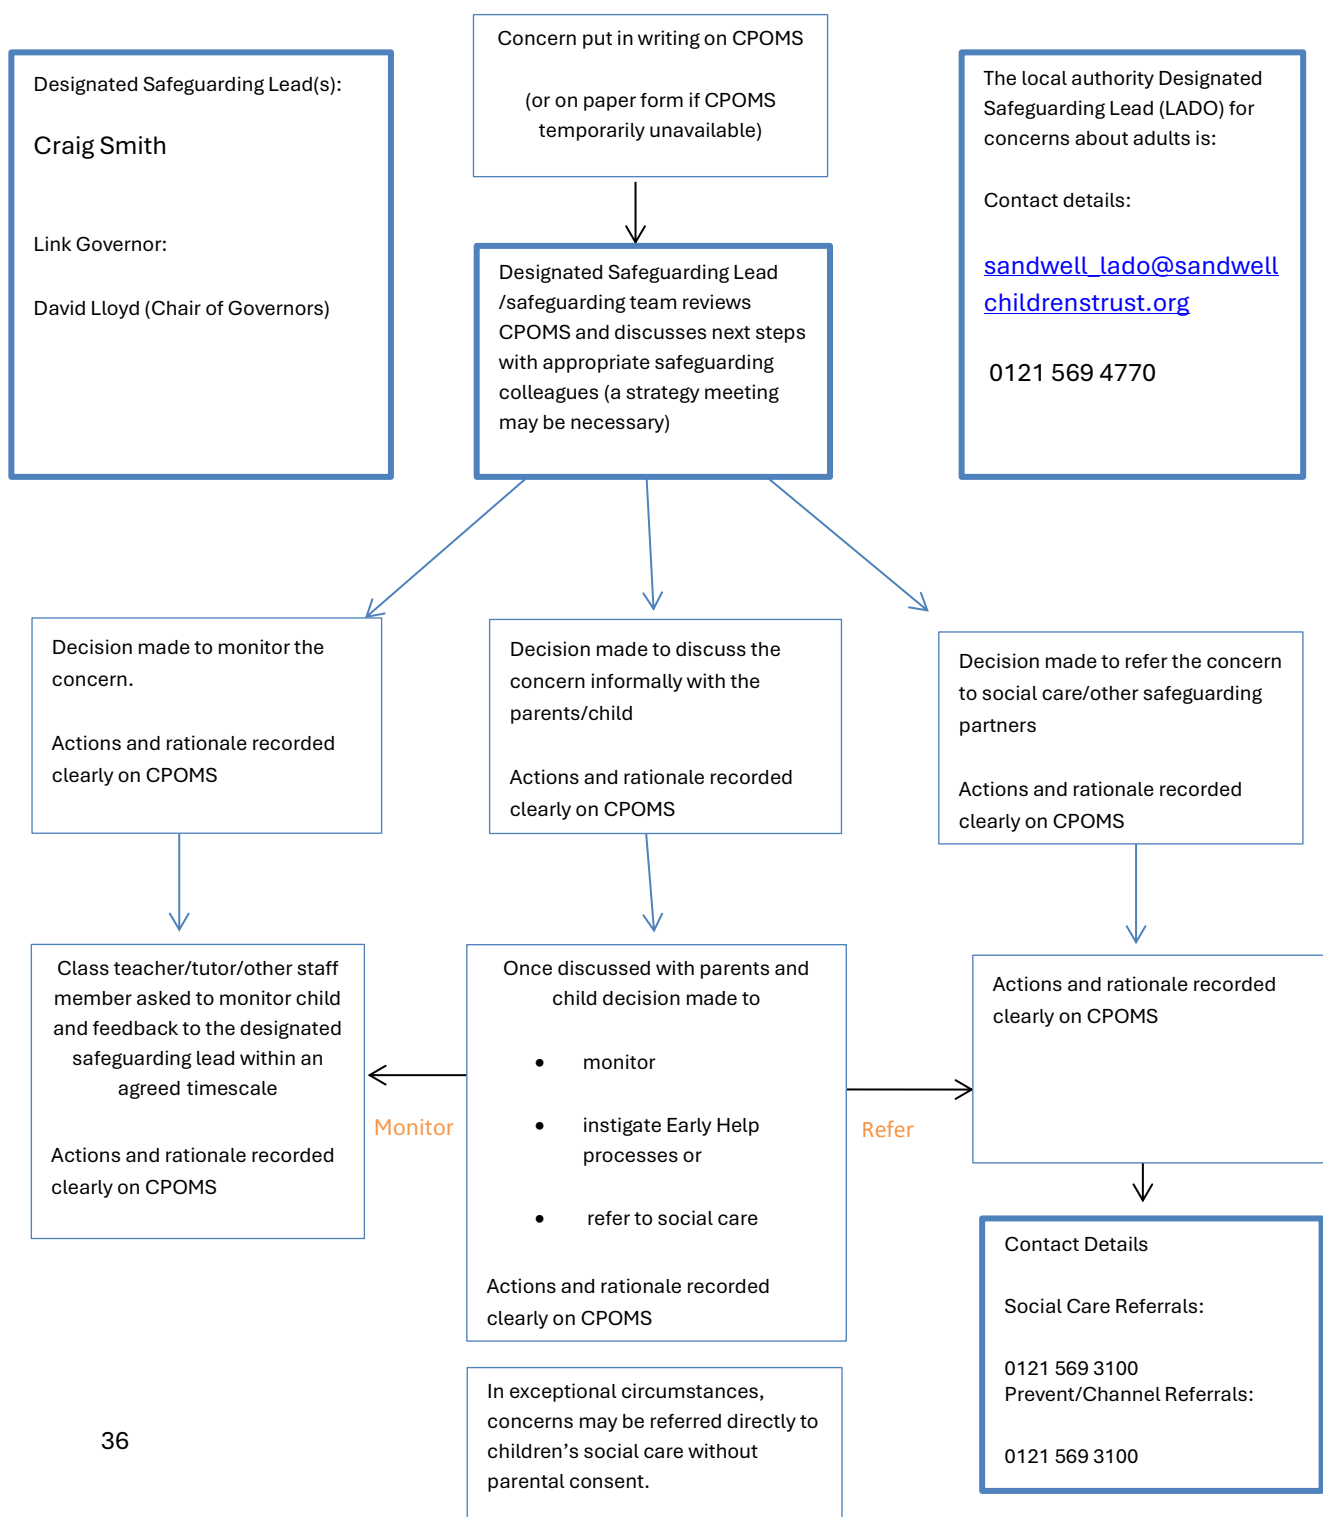 Concern put in writing on CPOMS
(or on paper form if CPOMS
temporarily unavailable)
Designated Safeguarding Lead(s):
Craig Smith
Link Governor:
David Lloyd (Chair of Governors)
The local authority Designated
Safeguarding Lead (LADO) for
concerns about adults is:
Contact details:
sandwell_lado@sandwell
childrenstrust.org
0121 569 4770
Designated Safeguarding Lead
/safeguarding team reviews
CPOMS and discusses next steps
with appropriate safeguarding
colleagues (a strategy meeting
may be necessary)
Decision made to monitor the
concern.
Actions and rationale recorded
clearly on CPOMS
Decision made to discuss the
concern informally with the
parents/child
Actions and rationale recorded
clearly on CPOMS
Decision made to refer the concern
to social care/other safeguarding
partners
Actions and rationale recorded
clearly on CPOMS
Class teacher/tutor/other staff
member asked to monitor child
and feedback to the designated
safeguarding lead within an
agreed timescale
Actions and rationale recorded
clearly on CPOMS
Monitor
Once discussed with parents and
child decision made to
• monitor
• instigate Early Help
processes or
• refer to social care
Actions and rationale recorded
clearly on CPOMS
Refer
Actions and rationale recorded
clearly on CPOMS
Contact Details
Social Care Referrals:
0121 569 3100
Prevent/Channel Referrals:
0121 569 3100
In exceptional circumstances,
concerns may be referred directly to
children’s social care without
parental consent.
36